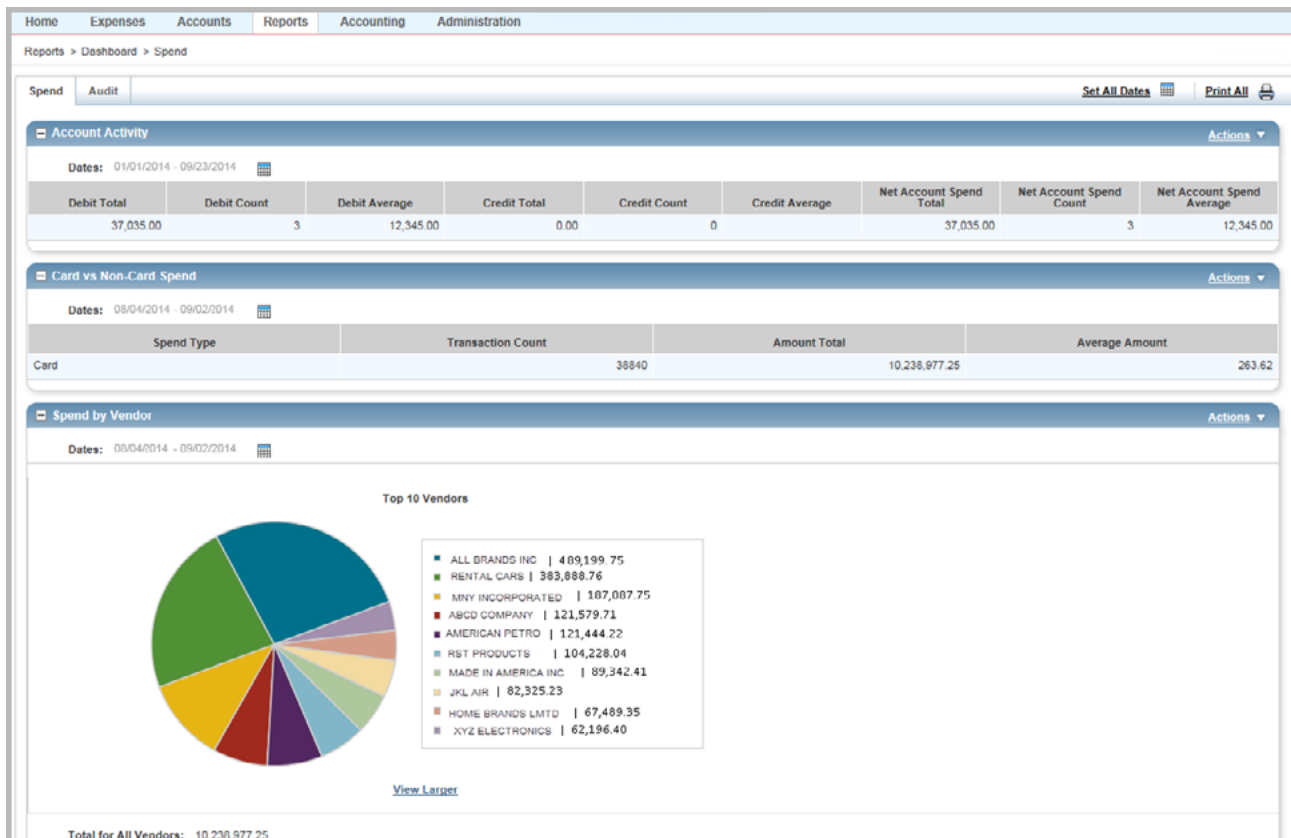 Home Expenses Accounts Reports Accounting Administration
Reports > Dashboard > Spend
Spend Audit Set All Dates Print All
Account Activity Actions
Dates: 01/01/2014 - 09/23/2014
Debit Total Debit Count Debit Average Credit Total Credit Count Credit Average Net Account Spend Total Net Account Spend Count Net Account Spend Average
37,035.00 3 12,345.00 0.00 0 37,035.00 3 12,345.00
Card vs Non-Card Spend Actions
Dates: 08/04/2014 - 09/02/2014
Spend Type Transaction Count Amount Total Average Amount
Card 38840 10,238,977.25 263.62
Spend by Vendor Actions
Dates: 08/04/2014 - 09/02/2014
Top 10 Vendors
ALL BRANDS INC | 489,199.75
RENTAL CARS | 383,888.76
MNY INCORPORATED | 187,087.75
ABCD COMPANY | 121,579.71
AMERICAN PETRO | 121,444.22
RST PRODUCTS | 104,228.04
MADE IN AMERICA INC | 89,342.41
JKL AIR | 82,325.23
HOME BRANDS LMTD | 67,489.35
XYZ ELECTRONICS | 62,196.40
View Larger
Total for All Vendors: 10,238,977.25